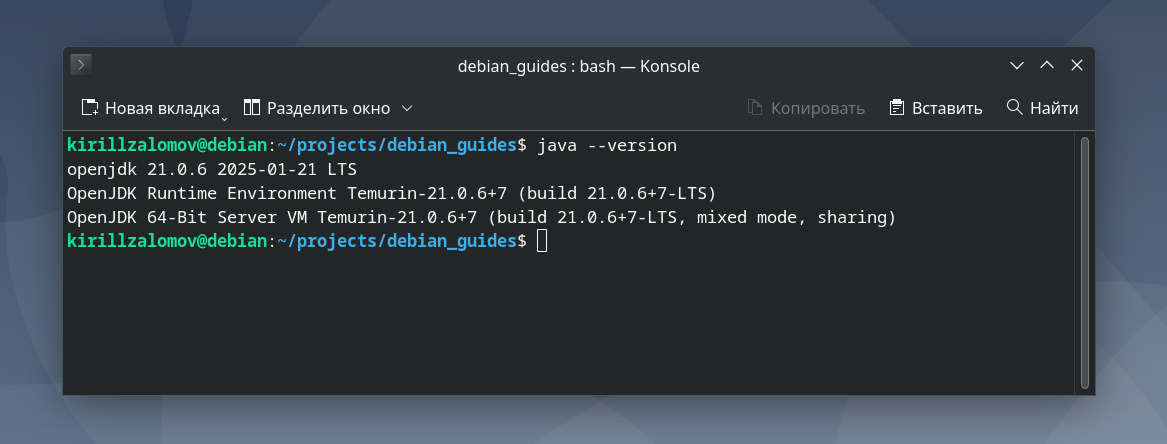 debian_guides : bash — Konsole
Новая вкладка Разделить окно Копировать Вставить Найти
kirillzalomov@debian:~/projects/debian_guides$ java --version
openjdk 21.0.6 2025-01-21 LTS
OpenJDK Runtime Environment Temurin-21.0.6+7 (build 21.0.6+7-LTS)
OpenJDK 64-Bit Server VM Temurin-21.0.6+7 (build 21.0.6+7-LTS, mixed mode, sharing)
kirillzalomov@debian:~/projects/debian_guides$